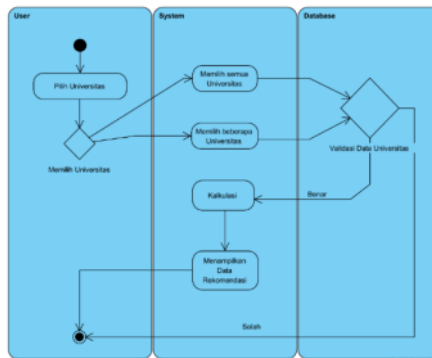 User
System
Database
Pilih Universitas
Memilih Universitas
Memilih semua
Universitas
Memilih beberapa
Universitas
Validasi Data Universitas
Benar
Kalkulasi
Menampilkan
Data
Rekomendasi
Salah